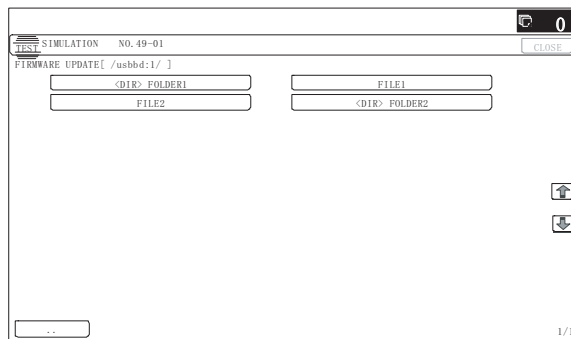 0
TEST SIMULATION NO. 49-01
CLOSE
FIRMWARE UPDATE[ /usbbd:1/ ]
<DIR> FOLDER1 FILE1
FILE2 <DIR> FOLDER2
.. 1/1